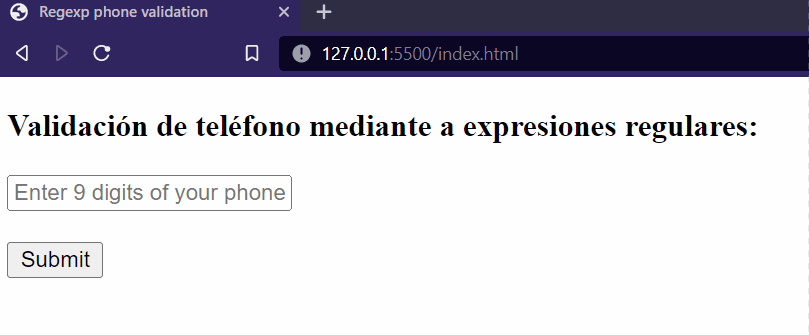 Regexp phone validation
127.0.0.1:5500/index.html
Validación de teléfono mediante a expresiones regulares:
Enter 9 digits of your phone
Submit